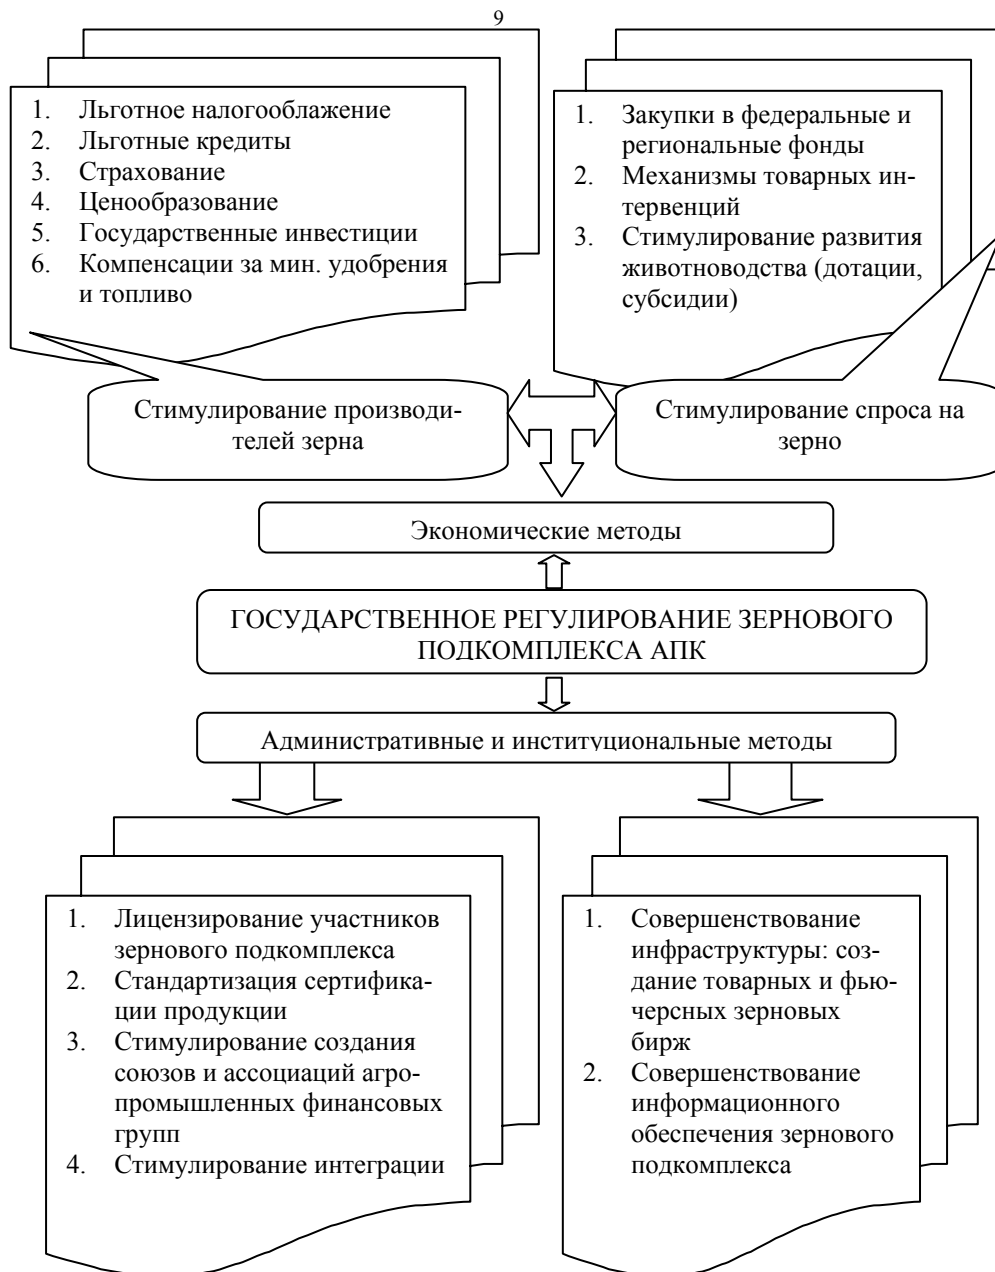 9
1. Льготное налогооблажение
2. Льготные кредиты
3. Страхование
4. Ценообразование
5. Государственные инвестиции
6. Компенсации за мин. удобрения
и топливо
1. Закупки в федеральные и
региональные фонды
2. Механизмы товарных ин-
тервенций
3. Стимулирование развития
животноводства (дотации,
субсидии)
Стимулирование производи-
телей зерна
Стимулирование спроса на
зерно
Экономические методы
ГОСУДАРСТВЕННОЕ РЕГУЛИРОВАНИЕ ЗЕРНОВОГО
ПОДКОМПЛЕКСА АПК
Административные и институциональные методы
1. Лицензирование участников
зернового подкомплекса
2. Стандартизация сертифика-
ции продукции
3. Стимулирование создания
союзов и ассоциаций агро-
промышленных финансовых
групп
4. Стимулирование интеграции
1. Совершенствование
инфраструктуры: соз-
дание товарных и фью-
черсных зерновых
бирж
2. Совершенствование
информационного
обеспечения зернового
подкомплекса